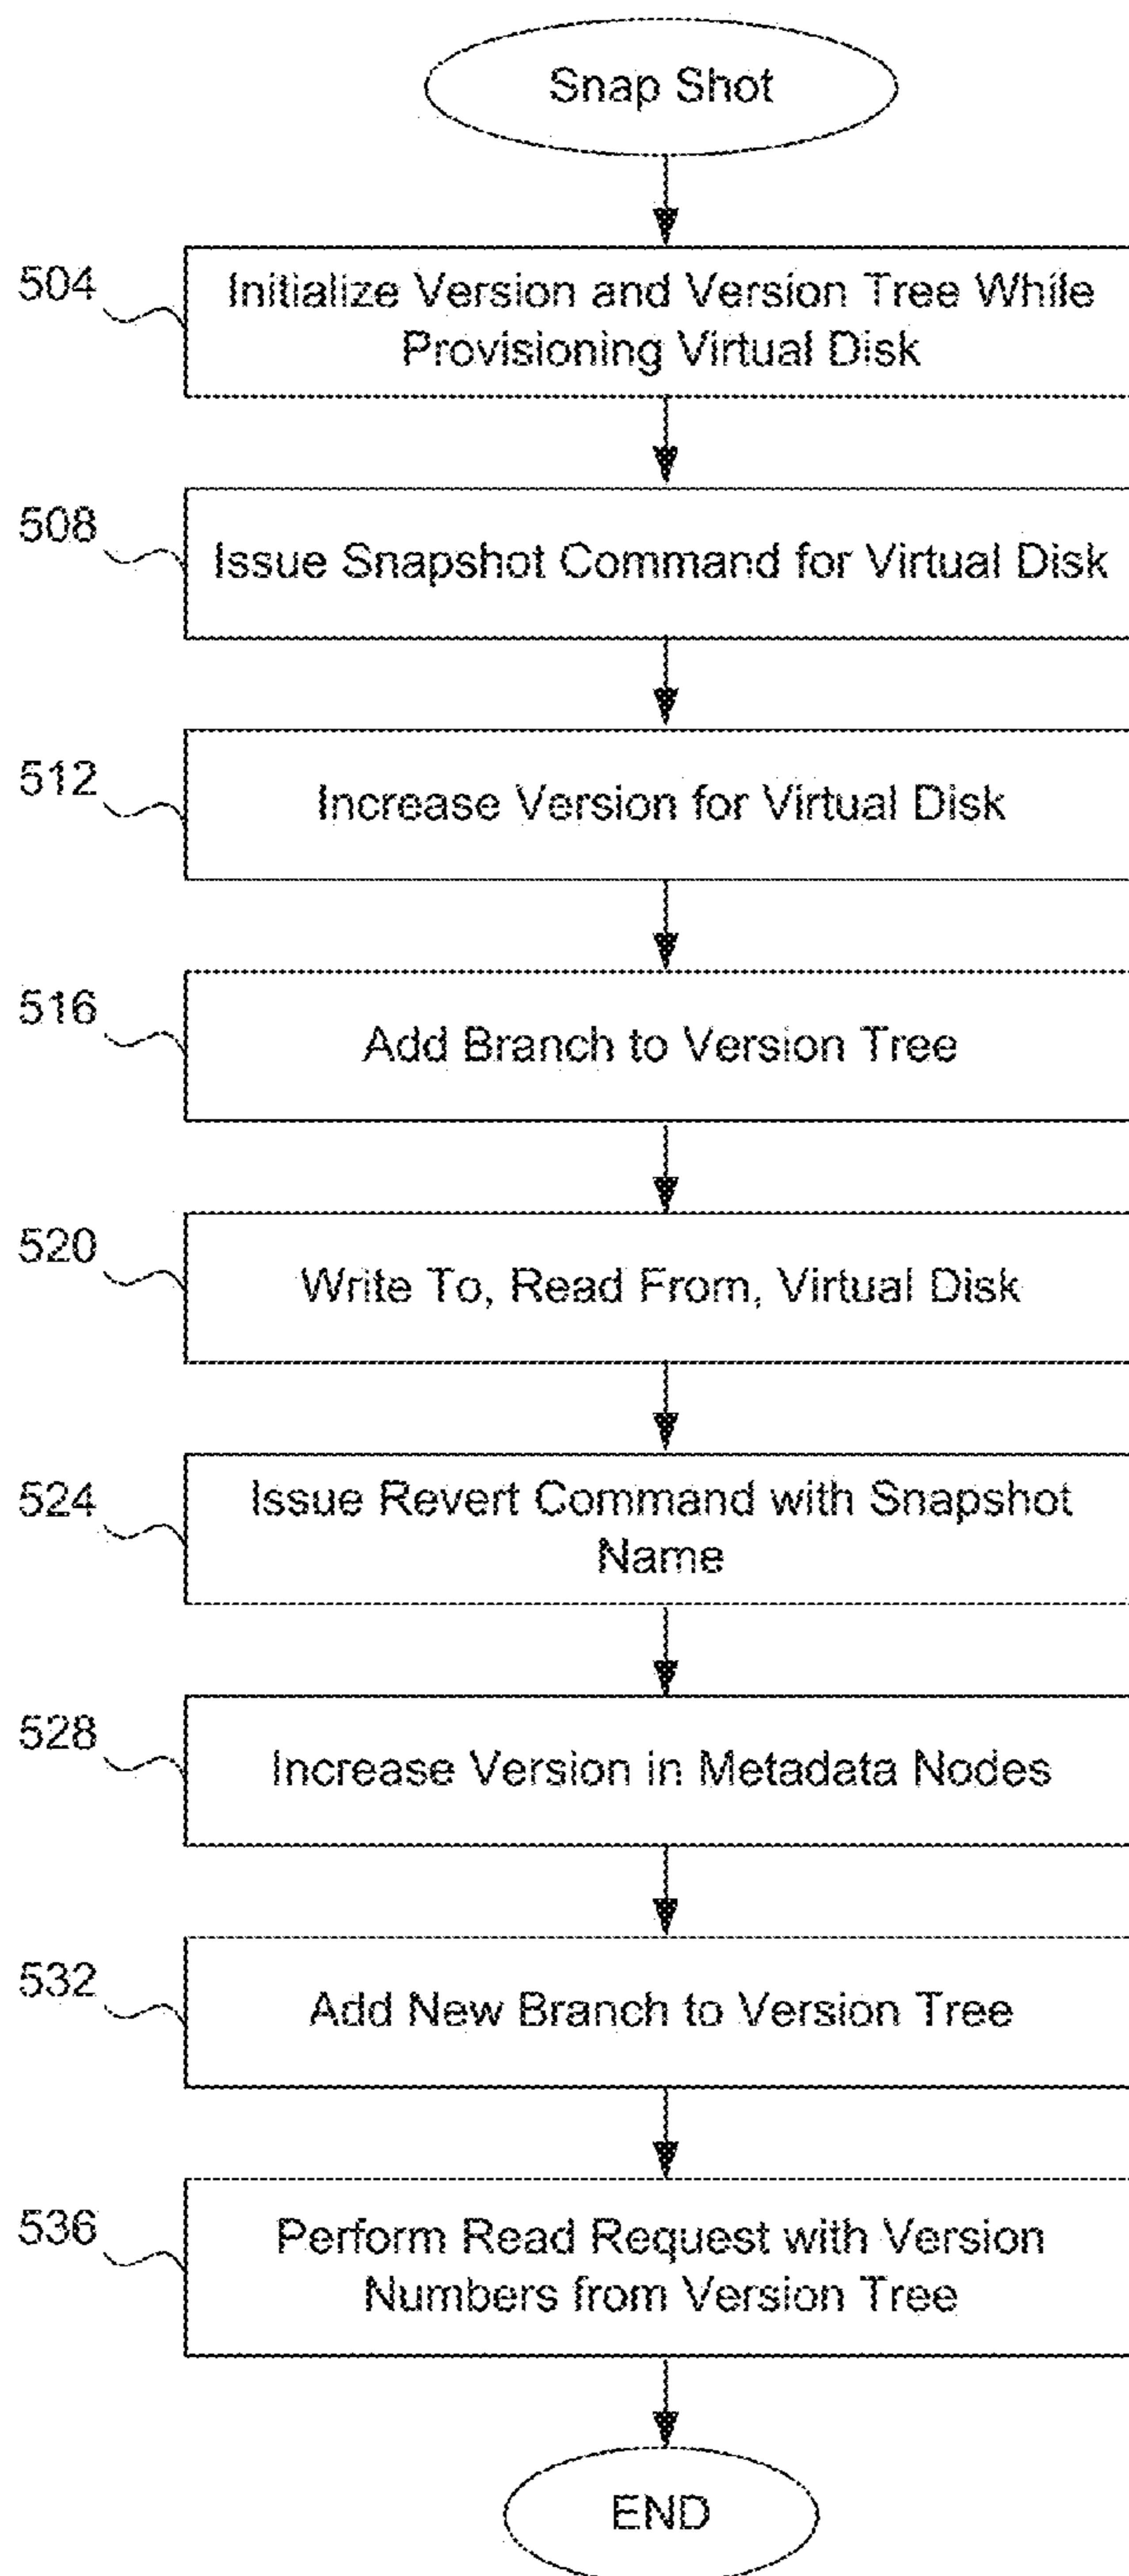 Snap Shot
504
Initialize Version and Version Tree While
Provisioning Virtual Disk
508
Issue Snapshot Command for Virtual Disk
512
Increase Version for Virtual Disk
516
Add Branch to Version Tree
520
Write To, Read From, Virtual Disk
524
Issue Revert Command with Snapshot
Name
528
Increase Version in Metadata Nodes
532
Add New Branch to Version Tree
536
Perform Read Request with Version
Numbers from Version Tree
END